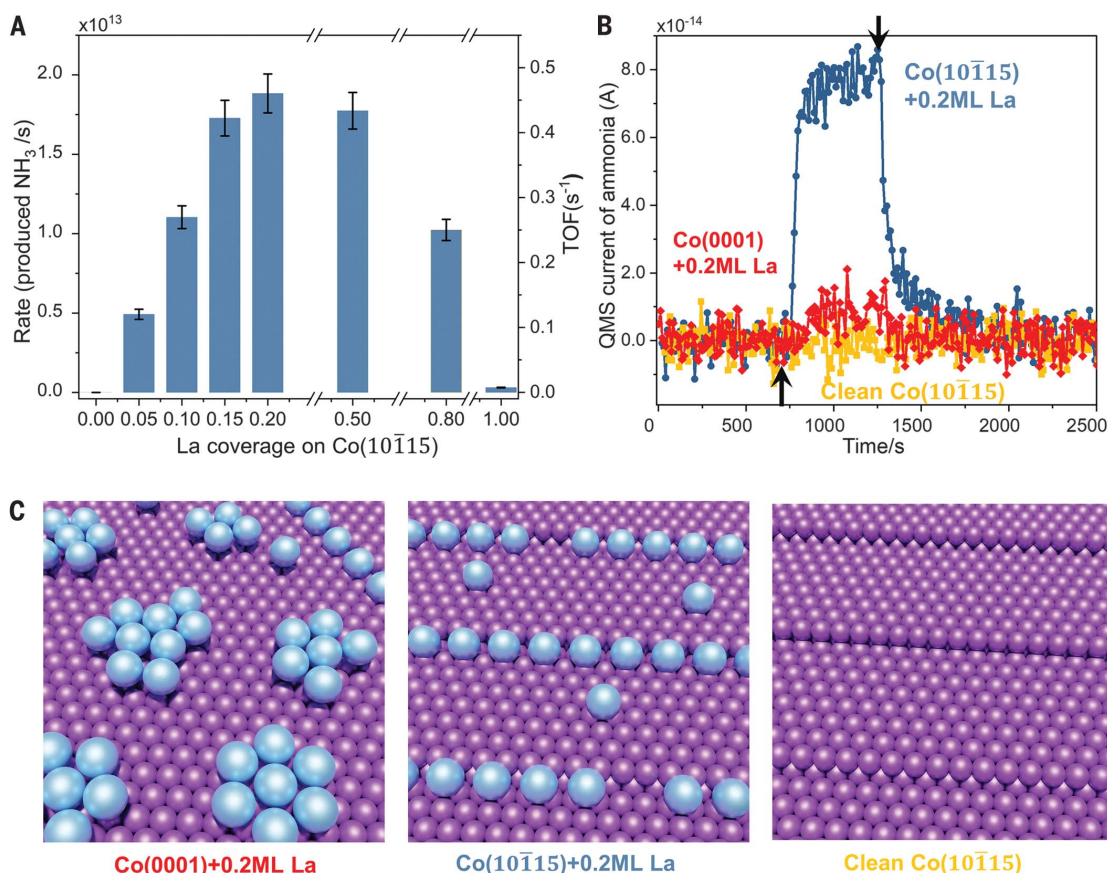 A
x10¹³
Rate (produced NH₃ /s)
2.0
1.5
1.0
0.5
0.0
0.5
0.4
0.3
0.2
0.1
0.0
TOF(s⁻¹)
0.00 0.05 0.10 0.15 0.20 0.50 0.80 1.00
La coverage on Co(101̅15)
B
x10⁻¹⁴
QMS current of ammonia (A)
8.0
6.0
4.0
2.0
0.0
Co(101̅15)
+0.2ML La
Co(0001)
+0.2ML La
Clean Co(101̅15)
0 500 1000 1500 2000 2500
Time/s
C
Co(0001)+0.2ML La
Co(101̅15)+0.2ML La
Clean Co(101̅15)